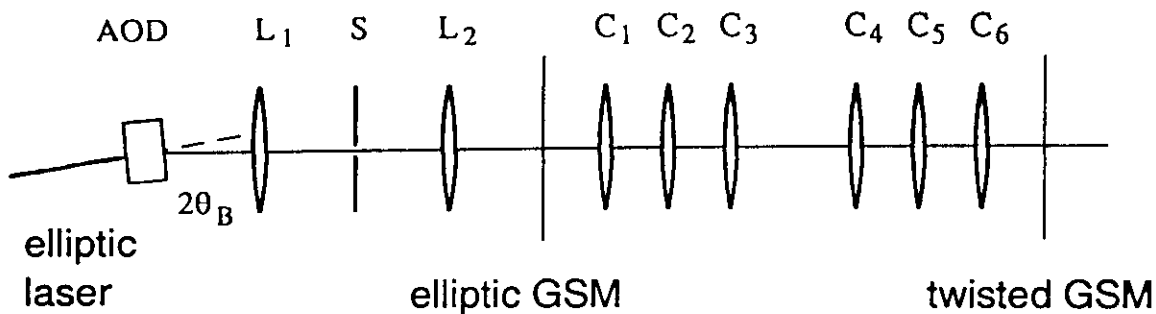 AOD L1 S L2 C1 C2 C3 C4 C5 C6
2θB
elliptic
laser
elliptic GSM
twisted GSM